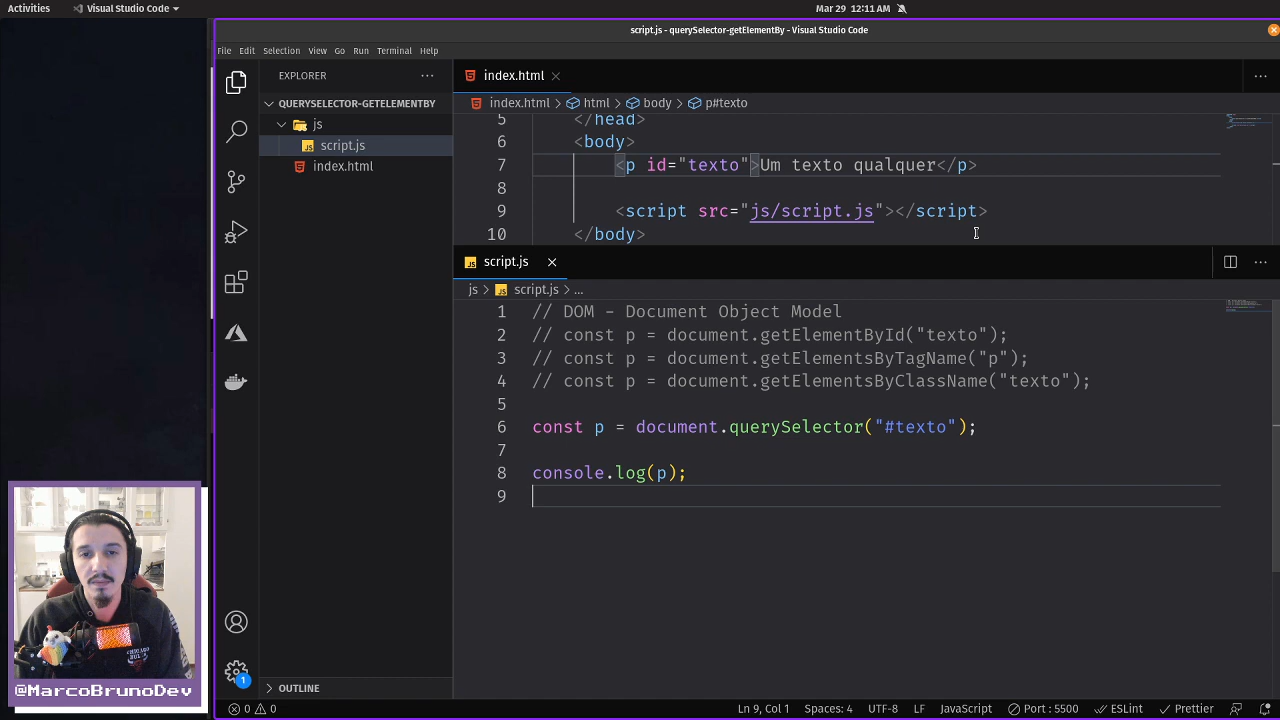 Activities
Visual Studio Code
Mar 29 12:11 AM
script.js - querySelector-getElementBy - Visual Studio Code
File Edit Selection View Go Run Terminal Help
EXPLORER
QUERYSELECTOR-GETELEMENTBY
js
script.js
index.html
OUTLINE
index.html
index.html > html > body > p#texto
5 </head>
6 <body>
7 <p id="texto">Um texto qualquer</p>
8
9 <script src="js/script.js"></script>
10 </body>
script.js
js > script.js > ...
1 // DOM - Document Object Model
2 // const p = document.getElementById("texto");
3 // const p = document.getElementsByTagName("p");
4 // const p = document.getElementsByClassName("texto");
5
6 const p = document.querySelector("#texto");
7
8 console.log(p);
9
1
@MarcoBrunoDev
0 0
Ln 9, Col 1 Spaces: 4 UTF-8 LF JavaScript Port : 5500 ESLint Prettier